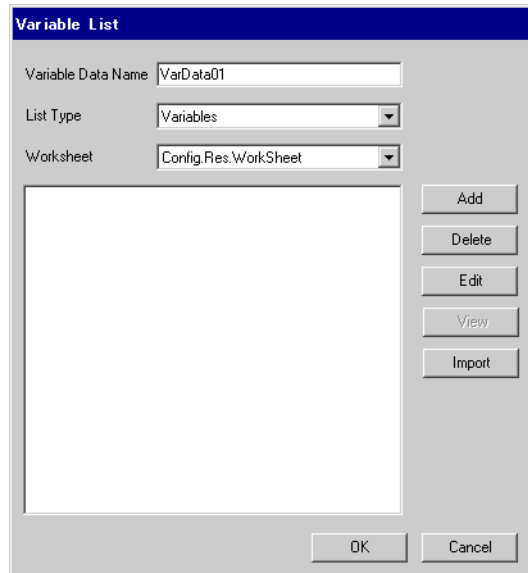 Variable List
Variable Data Name VarData01
List Type Variables
Worksheet Config.Res.WorkSheet
Add
Delete
Edit
View
Import
OK Cancel